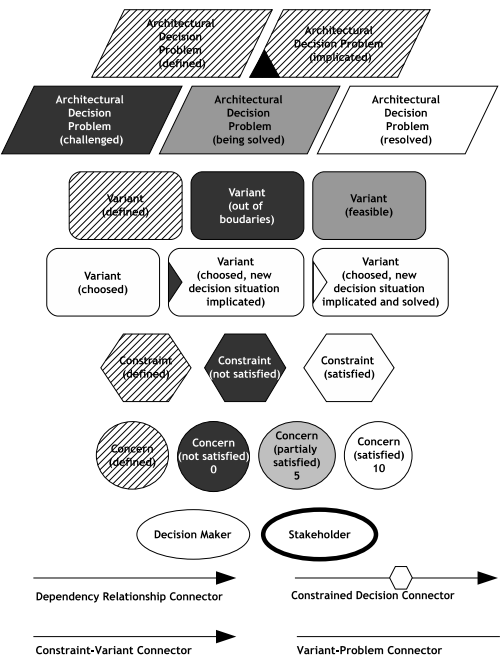 Architectural
Decision
Problem
(defined)
Architectural
Decision Problem
(implicated)
Architectural
Decision
Problem
(challenged)
Architectural
Decision
Problem
(being solved)
Architectural
Decision
Problem
(resolved)
Variant
(defined)
Variant
(out of
boudaries)
Variant
(feasible)
Variant
(choosed)
Variant
(choosed, new
decision situation
implicated)
Variant
(choosed, new
decision situation
implicated and solved)
Constraint
(defined)
Constraint
(not satisfied)
Constraint
(satisfied)
Concern
(defined)
Concern
(not satisfied)
0
Concern
(partialy
satisfied)
5
Concern
(satisfied)
10
Decision Maker
Stakeholder
Dependency Relationship Connector
Constrained Decision Connector
Constraint-Variant Connector
Variant-Problem Connector